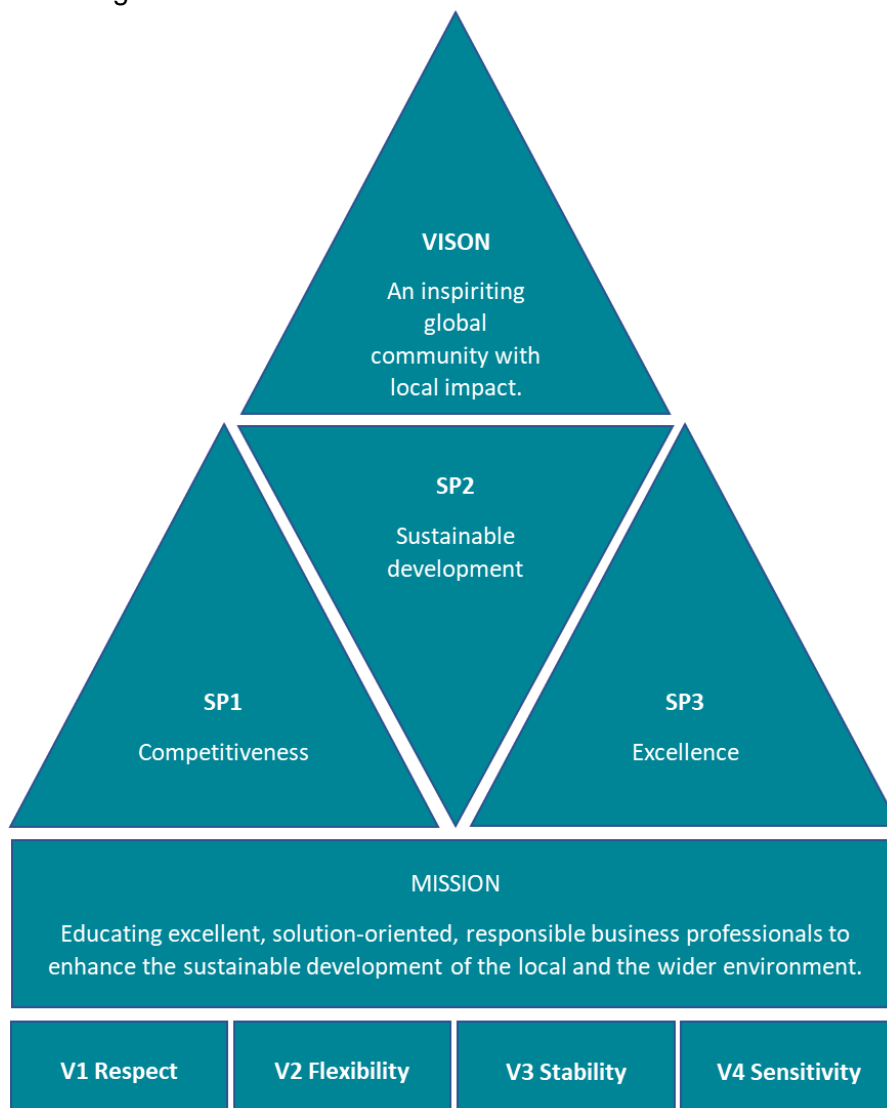 VISON
An inspiriting
global
community with
local impact.
SP2
Sustainable
development
SP1
Competitiveness
SP3
Excellence
MISSION
Educating excellent, solution-oriented, responsible business professionals to
enhance the sustainable development of the local and the wider environment.
V1 Respect
V2 Flexibility
V3 Stability
V4 Sensitivity